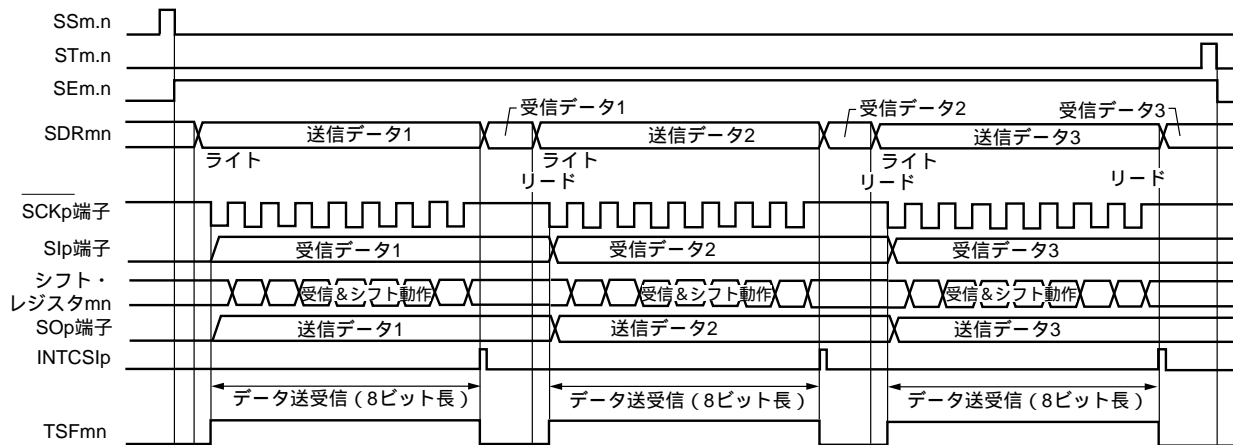 SSm.n
STm.n
SEm.n
受信データ1
受信データ2
受信データ3
SDRmn
送信データ1
送信データ2
送信データ3
ライト
ライト
ライト
リード
リード
リード
SCKp端子
SIp端子
受信データ1
受信データ2
受信データ3
シフト・
レジスタmn
受信&シフト動作
受信&シフト動作
受信&シフト動作
SOp端子
送信データ1
送信データ2
送信データ3
INTCSIp
データ送受信(8ビット長)
データ送受信(8ビット長)
データ送受信(8ビット長)
TSFmn